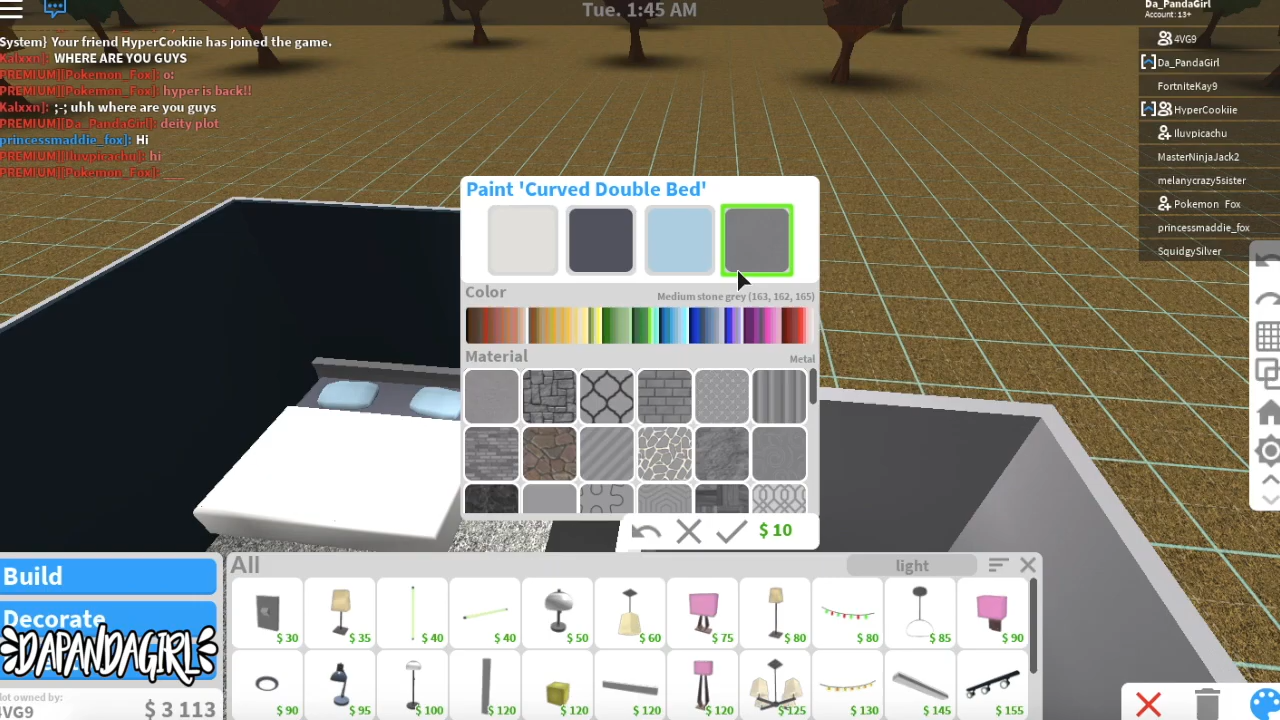 Tue. 1:45 AM
Da_PandaGirl
Account: 13+
System} Your friend HyperCookiie has joined the game.
Kalxxn]: WHERE ARE YOU GUYS
PREMIUM][Pokemon_Fox]: o:
PREMIUM][Pokemon_Fox]: hyper is back!!
Kalxxn]: ;-; uhh where are you guys
PREMIUM][Da_PandaGirl]: deity plot
princessmaddie_fox]: Hi
PREMIUM][Iluvpicachu]: hi
PREMIUM][Pokemon_Fox]:
4VG9
Da_PandaGirl
FortniteKay9
HyperCookiie
Iluvpicachu
MasterNinjaJack2
melanycrazy5sister
Pokemon_Fox
princessmaddie_fox
SquidgySilver
Paint 'Curved Double Bed'
Color
Medium stone grey (163, 162, 165)
Material
Metal
$ 10
Build
Decorate
DAPANDAGIRL
lot owned by:
4VG9
$ 3 113
All
light
$ 30
$ 35
$ 40
$ 40
$ 50
$ 60
$ 75
$ 80
$ 80
$ 85
$ 90
$ 90
$ 95
$ 100
$ 120
$ 120
$ 120
$ 120
$ 125
$ 130
$ 145
$ 155